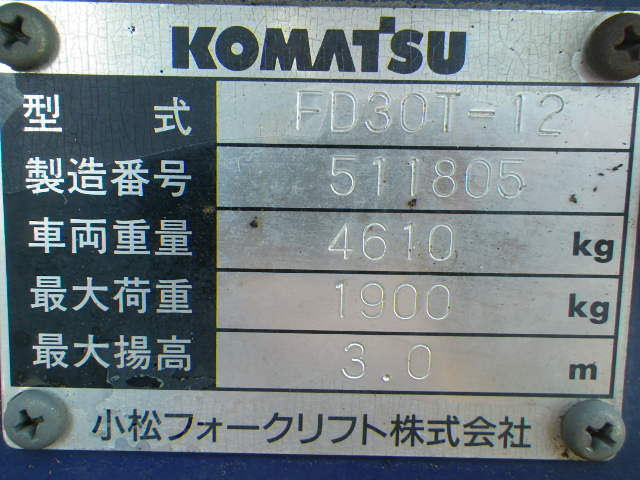 KOMATSU
型式 FD30T-12
製造番号 511805
車両重量 4610 kg
最大荷重 1900 kg
最大揚高 3.0 m
小松フォークリフト株式会社